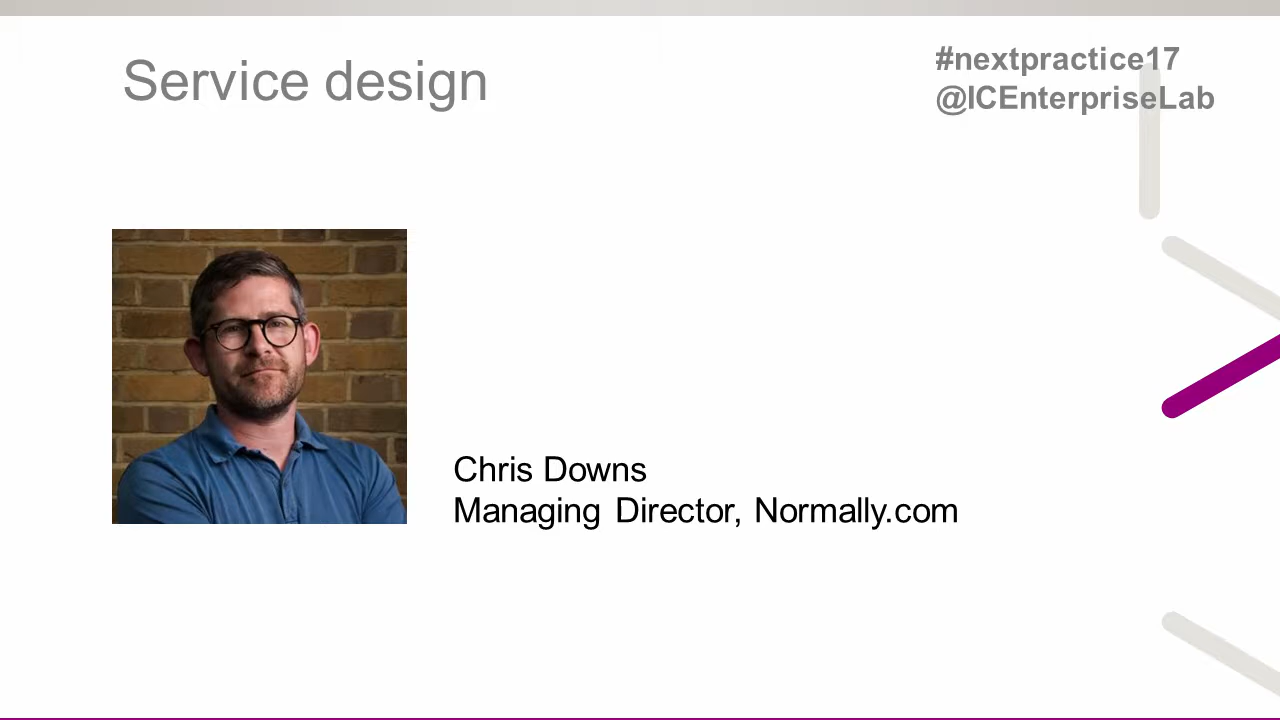 Service design
#nextpractice17
@ICEnterpriseLab
Chris Downs
Managing Director, Normally.com